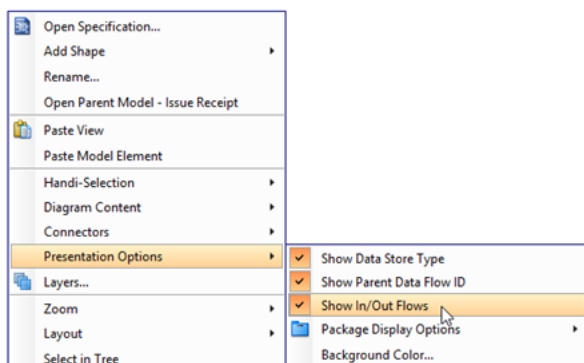 Open Specification...
Add Shape
Rename...
Open Parent Model - Issue Receipt
Paste View
Paste Model Element
Handi-Selection
Diagram Content
Connectors
Presentation Options
Show Data Store Type
Layers...
Show Parent Data Flow ID
Zoom
Show In/Out Flows
Layout
Package Display Options
Select in Tree
Background Color...